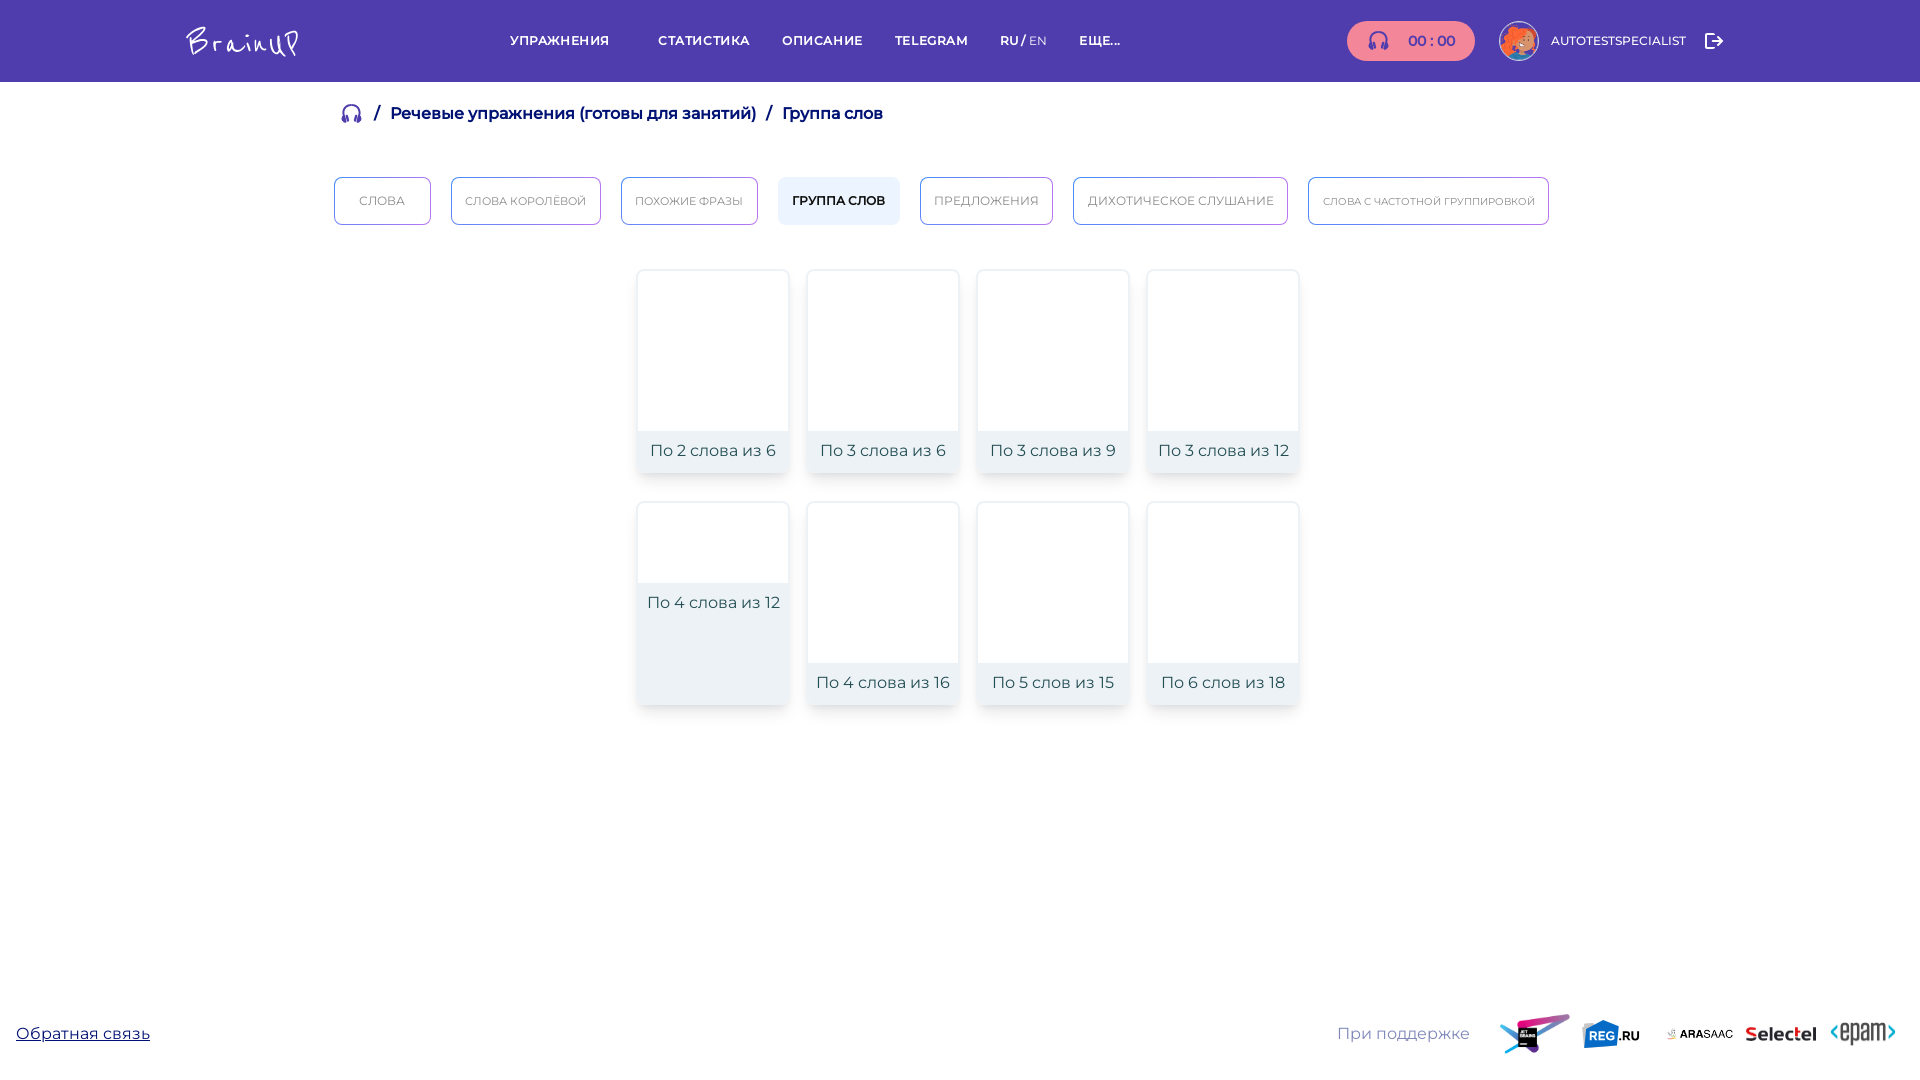 BrainUP
УПРАЖНЕНИЯ
СТАТИСТИКА
ОПИСАНИЕ
TELEGRAM
RU / EN
ЕЩЕ...
00 : 00
AUTOTESTSPECIALIST
/ Речевые упражнения (готовы для занятий) / Группа слов
СЛОВА
СЛОВА КОРОЛЁВОЙ
ПОХОЖИЕ ФРАЗЫ
ГРУППА СЛОВ
ПРЕДЛОЖЕНИЯ
ДИХОТИЧЕСКОЕ СЛУШАНИЕ
СЛОВА С ЧАСТОТНОЙ ГРУППИРОВКОЙ
По 2 слова из 6
По 3 слова из 6
По 3 слова из 9
По 3 слова из 12
По 4 слова из 12
По 4 слова из 16
По 5 слов из 15
По 6 слов из 18
Обратная связь
При поддержке
JET
BRAINS
REG.RU
ARASAAC
Selectel
<epam>